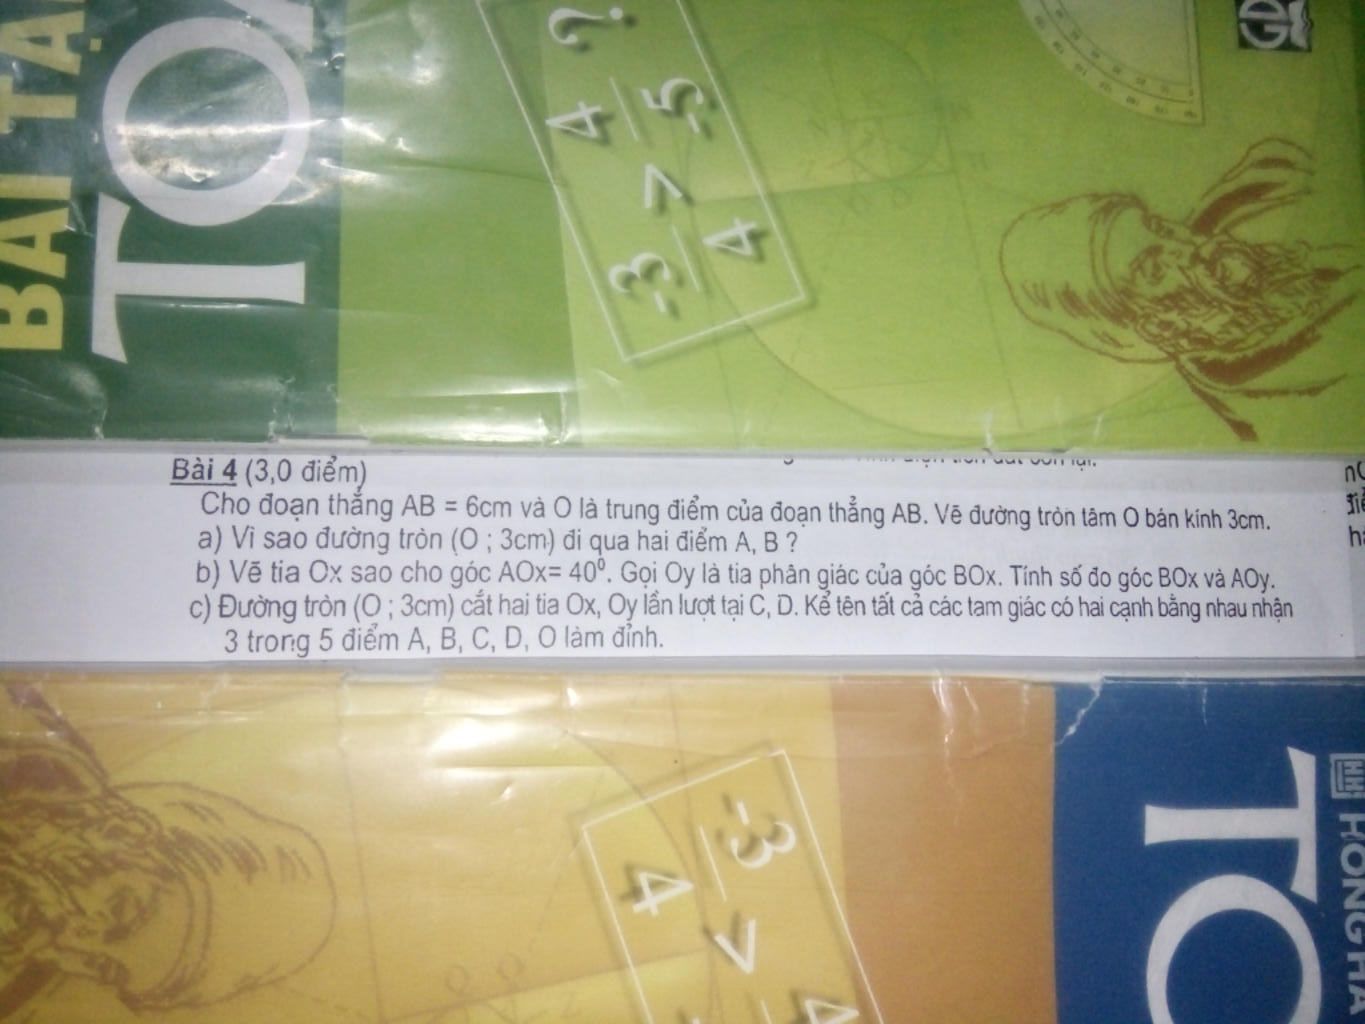 BÀI TẬ
TOÁ
-3/4 > 4/-5 ?
GD
Bài 4 (3,0 điểm)
Cho đoạn thẳng AB = 6cm và O là trung điểm của đoạn thẳng AB. Vẽ đường tròn tâm O bán kính 3cm.
a) Vì sao đường tròn (O ; 3cm) đi qua hai điểm A, B ?
b) Vẽ tia Ox sao cho góc AOx= 40⁰. Gọi Oy là tia phân giác của góc BOx. Tính số đo góc BOx và AOy.
c) Đường tròn (O ; 3cm) cắt hai tia Ox, Oy lần lượt tại C, D. Kể tên tất cả các tam giác có hai cạnh bằng nhau nhận
3 trong 5 điểm A, B, C, D, O làm đỉnh.
-3/4 > 4
TO
HH HỒNG HÀ